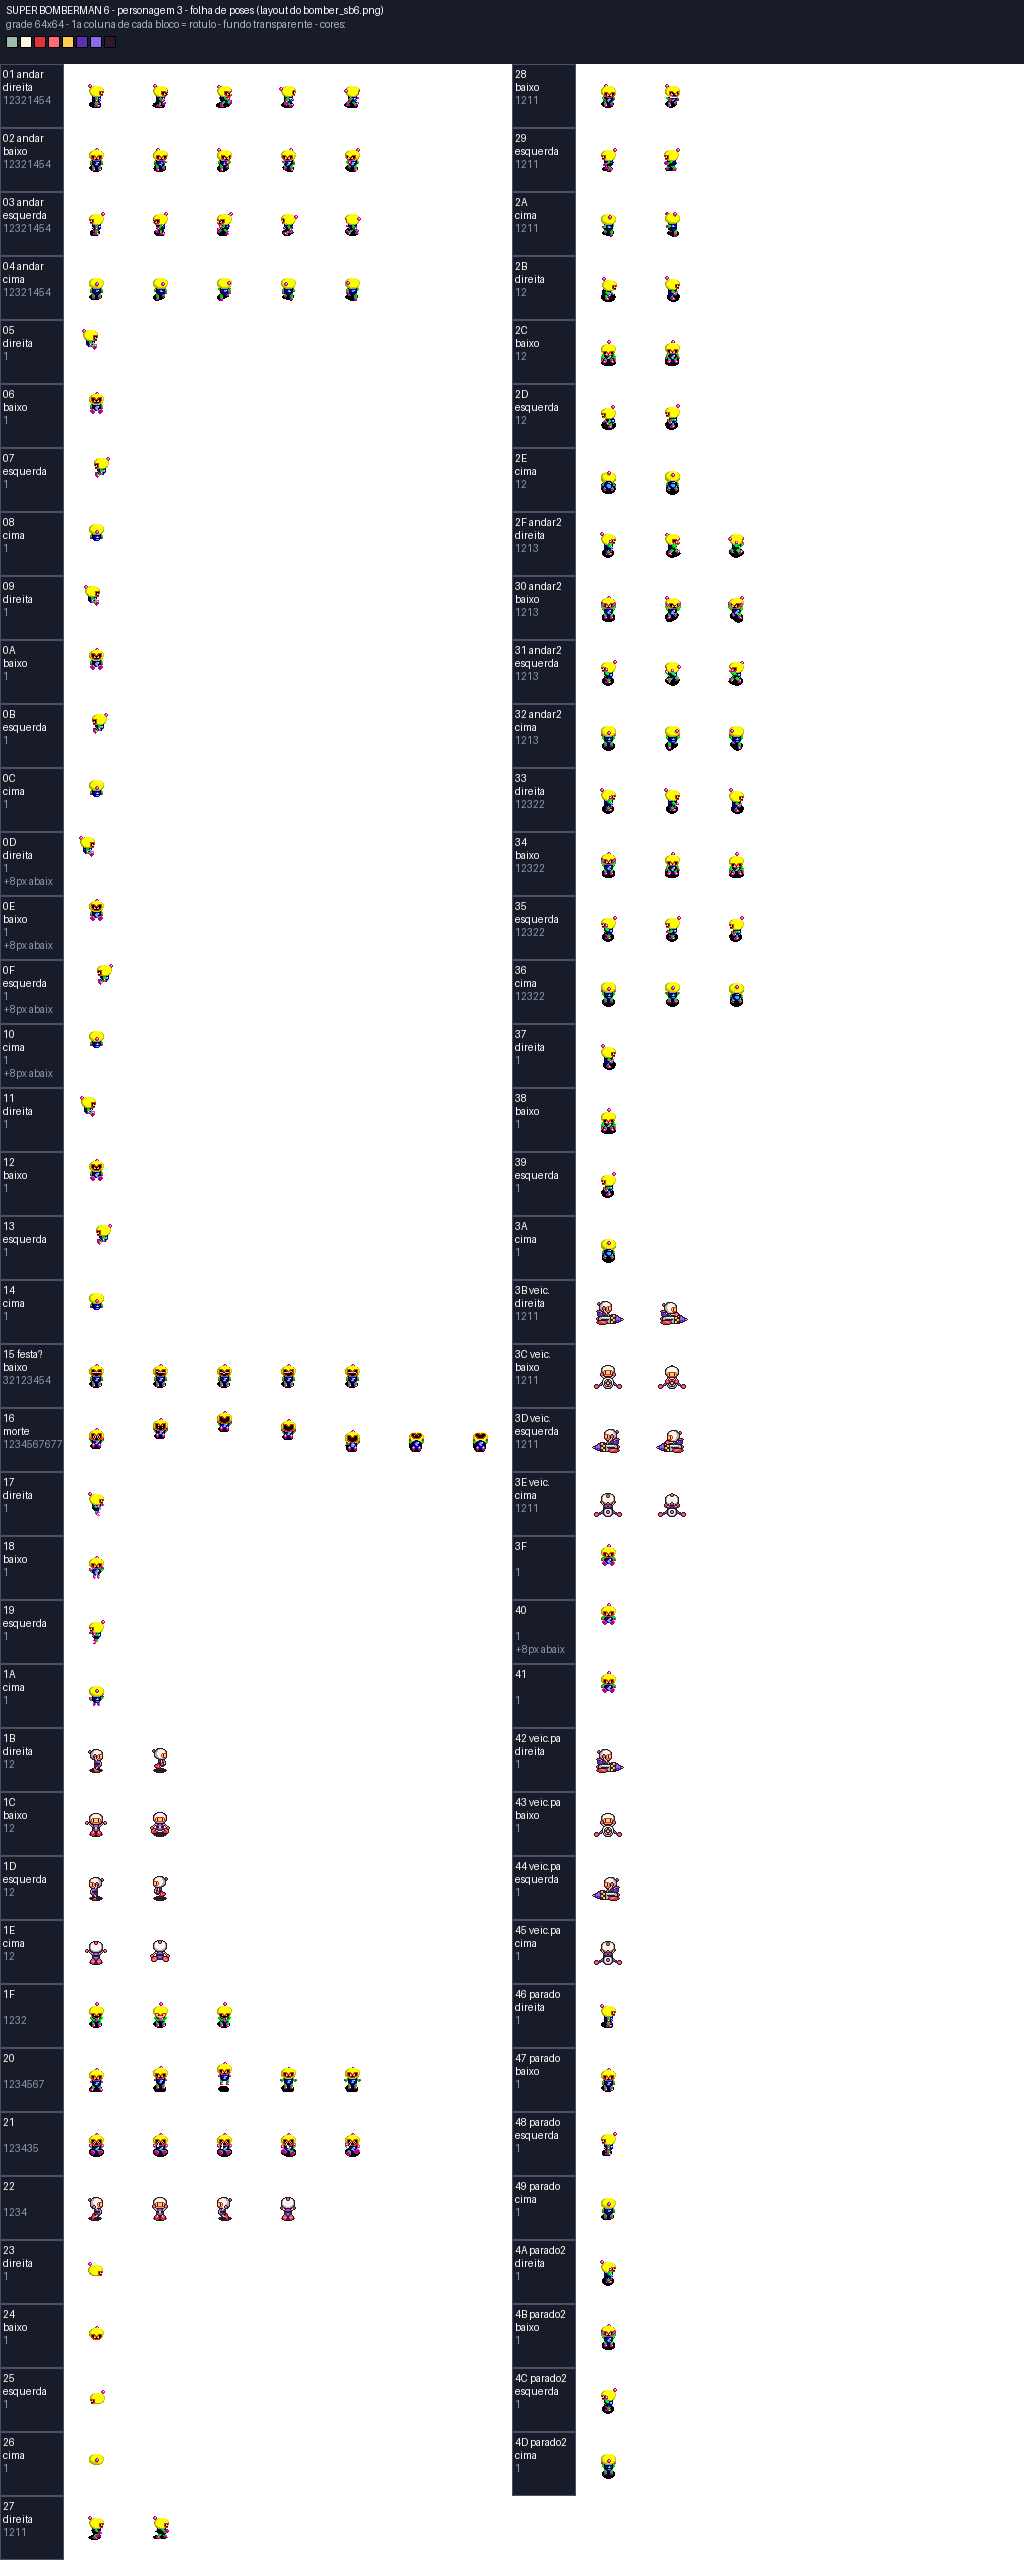 SUPER BOMBERMAN 6 - personagem 3 - folha de poses (layout do bomber_sb6.png)
grade 64x64 - 1a coluna de cada bloco = rotulo - fundo transparente - cores:
01 andar
direita
12321454
02 andar
baixo
12321454
03 andar
esquerda
12321454
04 andar
cima
12321454
05
direita
1
06
baixo
1
07
esquerda
1
08
cima
1
09
direita
1
0A
baixo
1
0B
esquerda
1
0C
cima
1
0D
direita
1
+8px abaix
0E
baixo
1
+8px abaix
0F
esquerda
1
+8px abaix
10
cima
1
+8px abaix
11
direita
1
12
baixo
1
13
esquerda
1
14
cima
1
15 festa?
baixo
32123454
16
morte
1234567677
17
direita
1
18
baixo
1
19
esquerda
1
1A
cima
1
1B
direita
12
1C
baixo
12
1D
esquerda
12
1E
cima
12
1F
1232
20
1234567
21
123435
22
1234
23
direita
1
24
baixo
1
25
esquerda
1
26
cima
1
27
direita
1211
28
baixo
1211
29
esquerda
1211
2A
cima
1211
2B
direita
12
2C
baixo
12
2D
esquerda
12
2E
cima
12
2F andar2
direita
1213
30 andar2
baixo
1213
31 andar2
esquerda
1213
32 andar2
cima
1213
33
direita
12322
34
baixo
12322
35
esquerda
12322
36
cima
12322
37
direita
1
38
baixo
1
39
esquerda
1
3A
cima
1
3B veic.
direita
1211
3C veic.
baixo
1211
3D veic.
esquerda
1211
3E veic.
cima
1211
3F
1
40
1
+8px abaix
41
1
42 veic.pa
direita
1
43 veic.pa
baixo
1
44 veic.pa
esquerda
1
45 veic.pa
cima
1
46 parado
direita
1
47 parado
baixo
1
48 parado
esquerda
1
49 parado
cima
1
4A parado2
direita
1
4B parado2
baixo
1
4C parado2
esquerda
1
4D parado2
cima
1